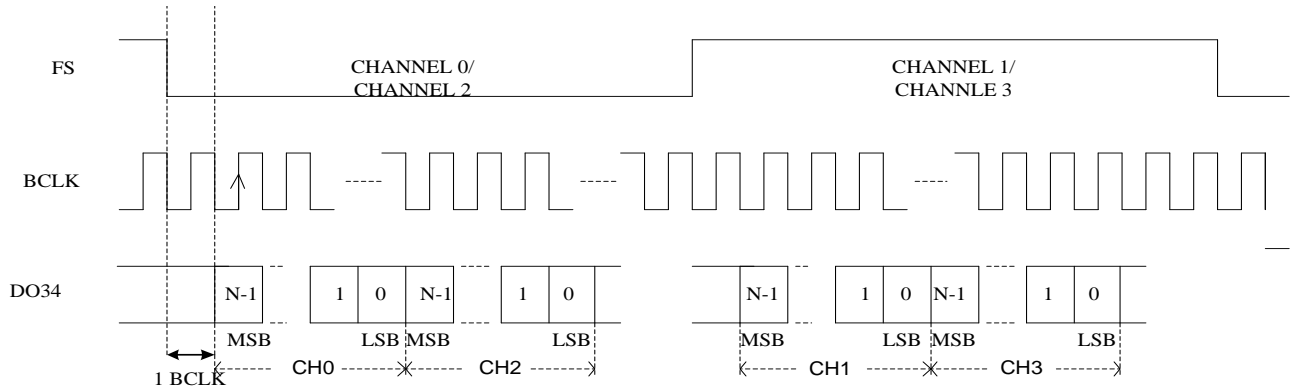 FS
CHANNEL 0/
CHANNEL 2
CHANNEL 1/
CHANNLE 3
BCLK
DO34
N-1
1
0
N-1
1
0
N-1
1
0
N-1
1
0
MSB
LSB
MSB
LSB
MSB
LSB
MSB
LSB
1 BCLK
CH0
CH2
CH1
CH3